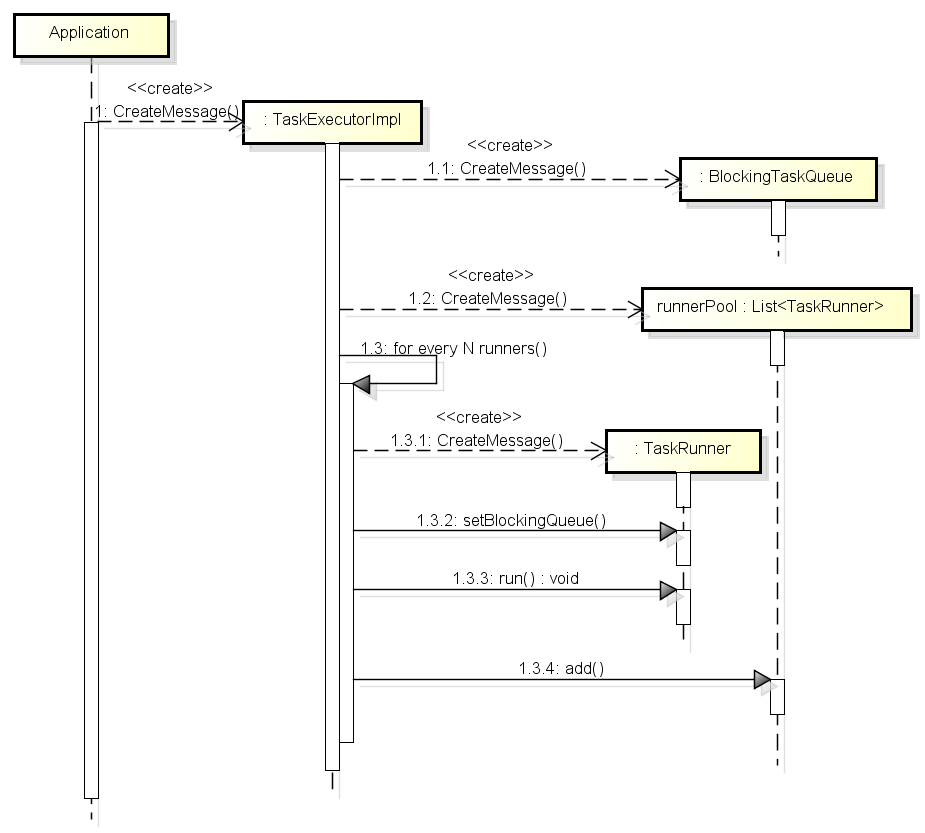 Application
<<create>>
1: CreateMessage()
: TaskExecutorImpl
<<create>>
1.1: CreateMessage()
: BlockingTaskQueue
<<create>>
1.2: CreateMessage()
runnerPool : List<TaskRunner>
1.3: for every N runners()
<<create>>
1.3.1: CreateMessage()
: TaskRunner
1.3.2: setBlockingQueue()
1.3.3: run() : void
1.3.4: add()